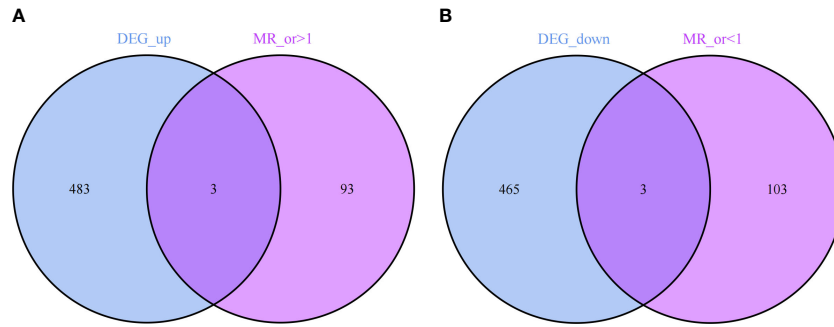 A
B
DEG_up
MR_or>1
DEG_down
MR_or<1
483
3
93
465
3
103